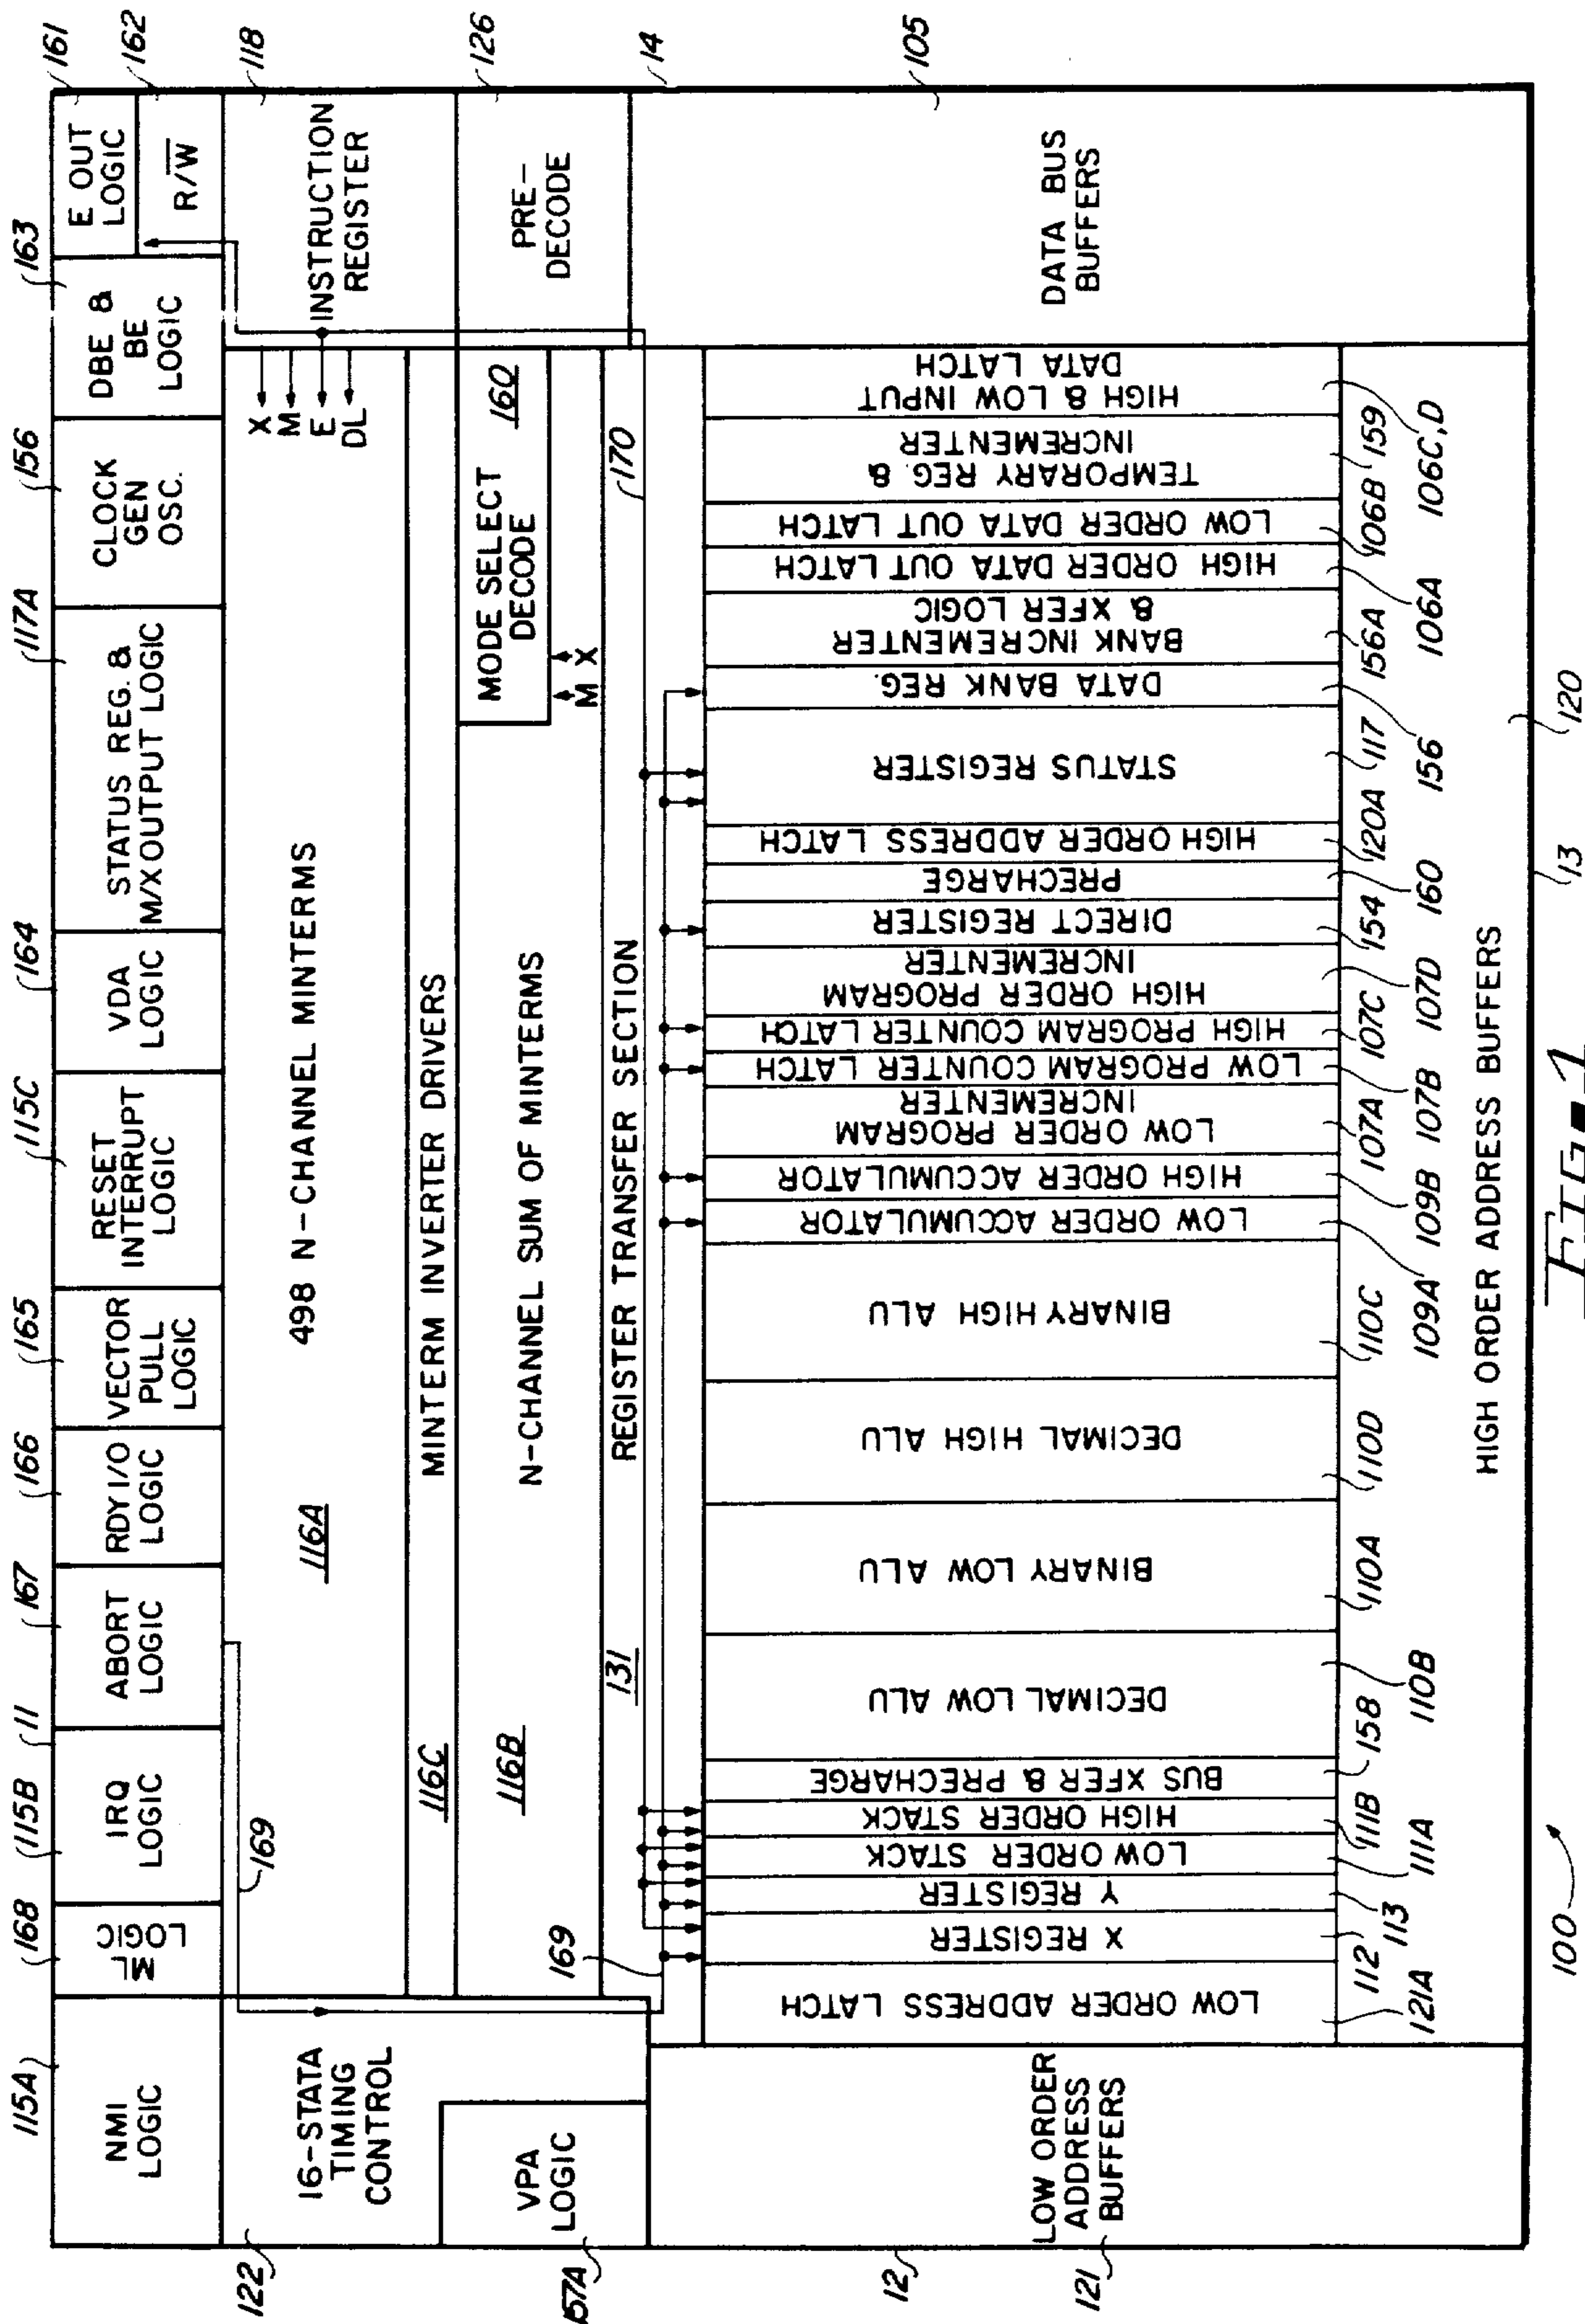 115A
168
115B
11
167
166
165
115C
164
117A
156
163
161
162
118
126
14
105
NMI
LOGIC
ML
LOGIC
IRQ
LOGIC
ABORT
LOGIC
RDY I/O
LOGIC
VECTOR
PULL
LOGIC
RESET
INTERRUPT
LOGIC
VDA
LOGIC
STATUS REG. &
M/X OUTPUT LOGIC
CLOCK
GEN
OSC.
DBE &
BE
LOGIC
E OUT
LOGIC
R/W̅
169
16-STATA
TIMING
CONTROL
122
VPA
LOGIC
157A
116A
498 N-CHANNEL MINTERMS
X
M
E
DL
INSTRUCTION
REGISTER
116C
MINTERM INVERTER DRIVERS
116B
N-CHANNEL SUM OF MINTERMS
MODE SELECT
DECODE
160
M X
PRE-
DECODE
169
131
REGISTER TRANSFER SECTION
170
LOW ORDER
ADDRESS
BUFFERS
12
121
LOW ORDER ADDRESS LATCH
X REGISTER
Y REGISTER
LOW ORDER STACK
HIGH ORDER STACK
BUS XFER & PRECHARGE
DECIMAL LOW ALU
BINARY LOW ALU
DECIMAL HIGH ALU
BINARY HIGH ALU
LOW ORDER ACCUMULATOR
HIGH ORDER ACCUMULATOR
LOW ORDER PROGRAM
INCREMENTER
LOW PROGRAM COUNTER LATCH
HIGH PROGRAM COUNTER LATCH
HIGH ORDER PROGRAM
INCREMENTER
DIRECT REGISTER
PRECHARGE
HIGH ORDER ADDRESS LATCH
STATUS REGISTER
DATA BANK REG.
BANK INCREMENTER
& XFER LOGIC
HIGH ORDER DATA OUT LATCH
LOW ORDER DATA OUT LATCH
TEMPORARY REG. &
INCREMENTER
HIGH & LOW INPUT
DATA LATCH
DATA BUS
BUFFERS
121A
112
113
111A
111B
158
110B
110A
110D
110C
109A
109B
107A
107B
107C
107D
154
160
120A
117
156
156A
106A
106B
159
106C,D
HIGH ORDER ADDRESS BUFFERS
100
13
120
FIG. 1